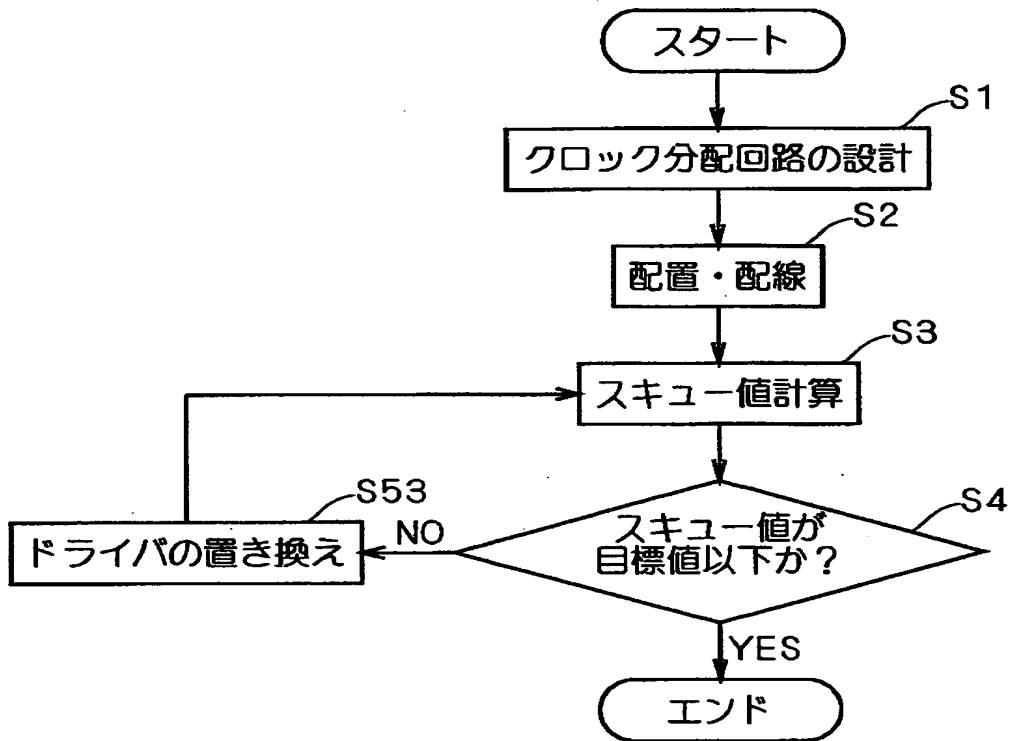 スタート
S1
クロック分配回路の設計
S2
配置・配線
S3
スキュー値計算
S53
ドライバの置き換え
NO
S4
スキュー値が
目標値以下か？
YES
エンド